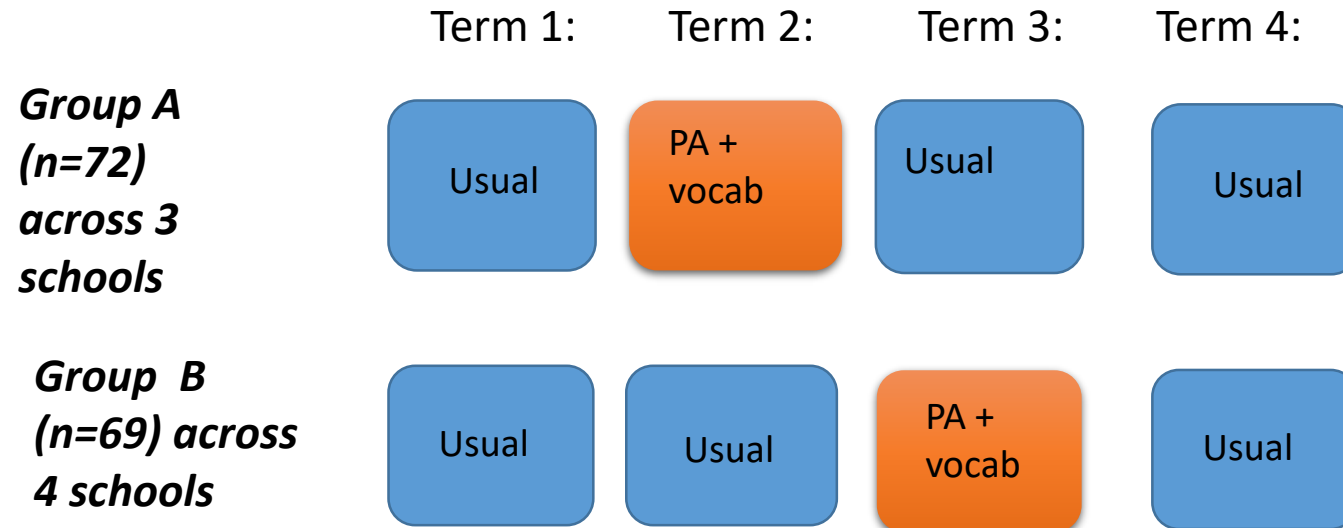 Term 1: Term 2: Term 3: Term 4:
Group A
(n=72)
across 3
schools
Usual
PA +
vocab
Usual
Usual
Group B
(n=69) across
4 schools
Usual
Usual
PA +
vocab
Usual